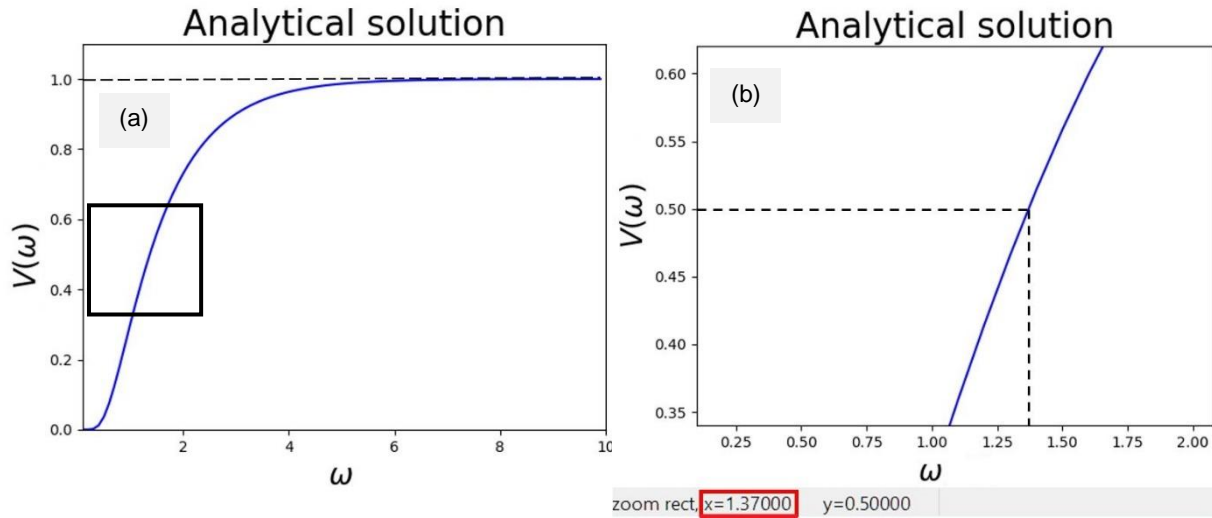 Analytical solution
(a)
V(ω)
1.0
0.8
0.6
0.4
0.2
0.0
2
4
6
8
10
ω
Analytical solution
(b)
V(ω)
0.60
0.55
0.50
0.45
0.40
0.35
0.25
0.50
0.75
1.00
1.25
1.50
1.75
2.00
ω
zoom rect, x=1.37000 y=0.50000